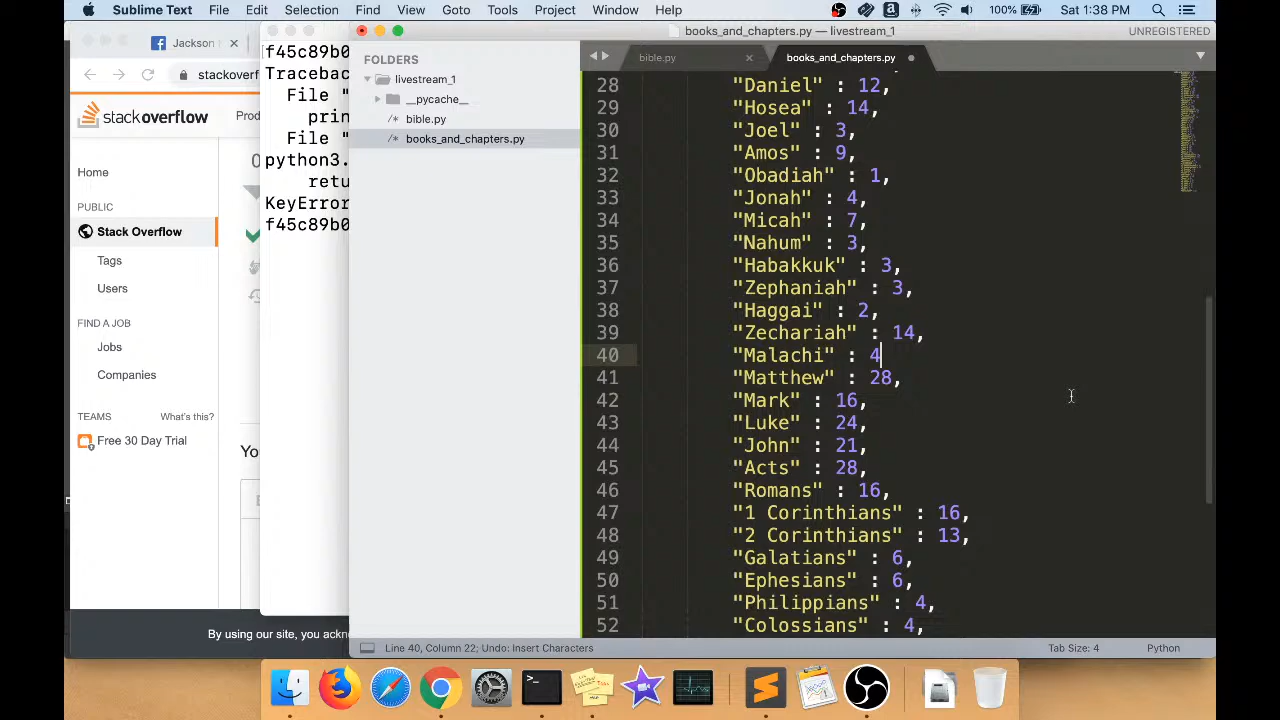 Sublime Text File Edit Find View Goto Tools Project Window Help 100% Sat 1:38 PM
books_and_chapters.py — livestream_1 UNREGISTERED
Jackson
stackoverf
stackoverflow Prod
Home
PUBLIC
Stack Overflow
Tags
Users
FIND A JOB
Jobs
Companies
TEAMS What's this?
Free 30 Day Trial
0
You
By using our site, you ackno
f45c89b0
Traceback
File "
prin
File "
python3.
retu
KeyError
f45c89b0
FOLDERS
livestream_1
__pycache__
/* bible.py
/* books_and_chapters.py
bible.py books_and_chapters.py
28 "Daniel" : 12,
29 "Hosea" : 14,
30 "Joel" : 3,
31 "Amos" : 9,
32 "Obadiah" : 1,
33 "Jonah" : 4,
34 "Micah" : 7,
35 "Nahum" : 3,
36 "Habakkuk" : 3,
37 "Zephaniah" : 3,
38 "Haggai" : 2,
39 "Zechariah" : 14,
40 "Malachi" : 4
41 "Matthew" : 28,
42 "Mark" : 16,
43 "Luke" : 24,
44 "John" : 21,
45 "Acts" : 28,
46 "Romans" : 16,
47 "1 Corinthians" : 16,
48 "2 Corinthians" : 13,
49 "Galatians" : 6,
50 "Ephesians" : 6,
51 "Philippians" : 4,
52 "Colossians" : 4,
Line 40, Column 22; Undo: Insert Characters Tab Size: 4 Python